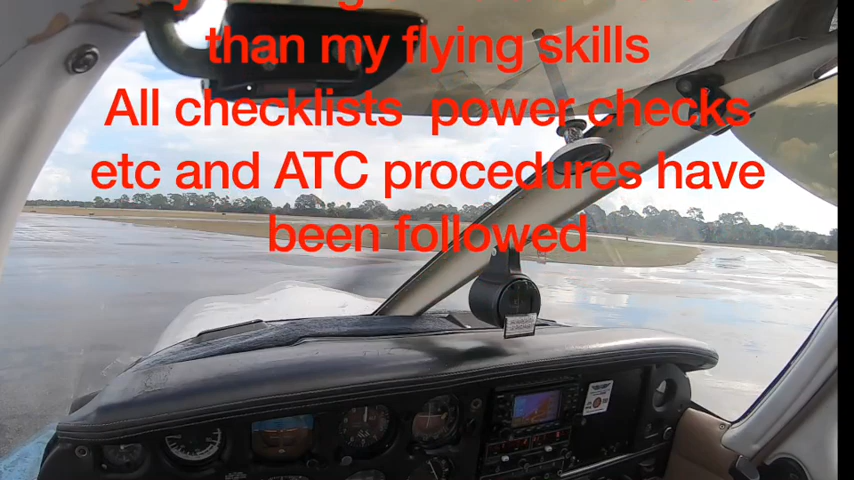 than my flying skills
All checklists  power checks
etc and ATC procedures have
been followed